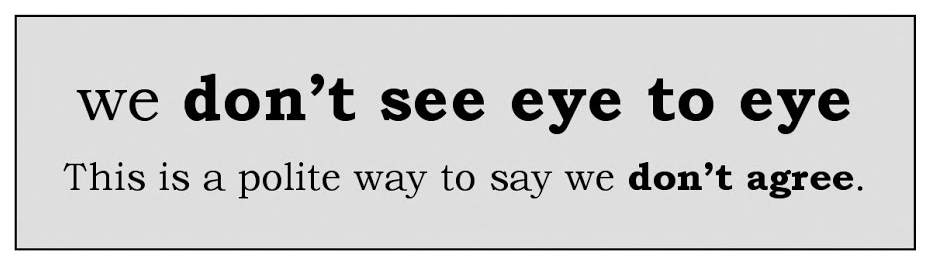 we don’t see eye to eye
This is a polite way to say we don’t agree.